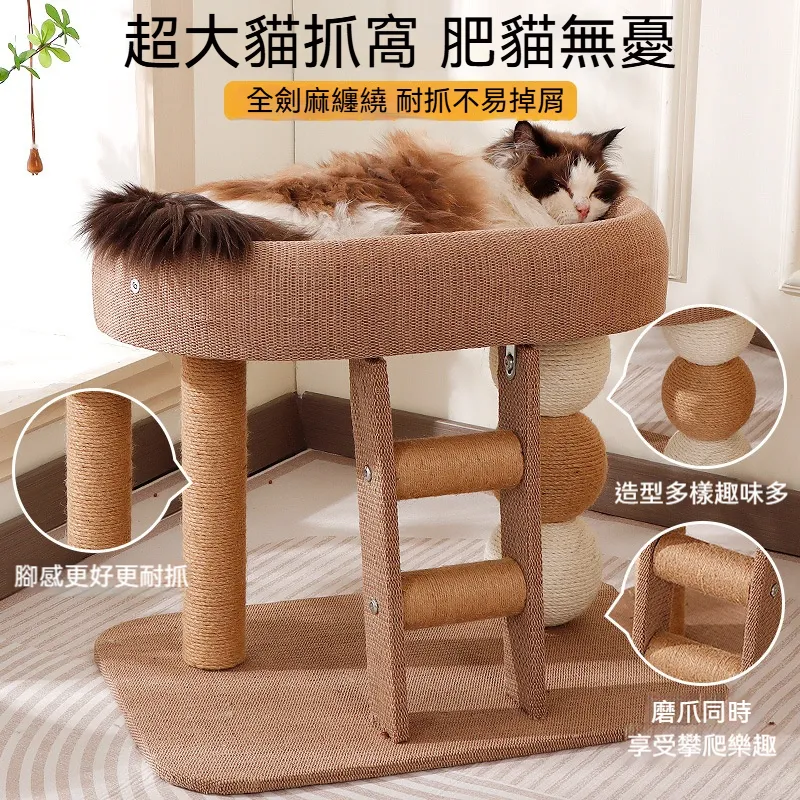 超大貓抓窩 肥貓無憂
全劍麻纏繞 耐抓不易掉屑
造型多樣趣味多
腳感更好更耐抓
磨爪同時
享受攀爬樂趣